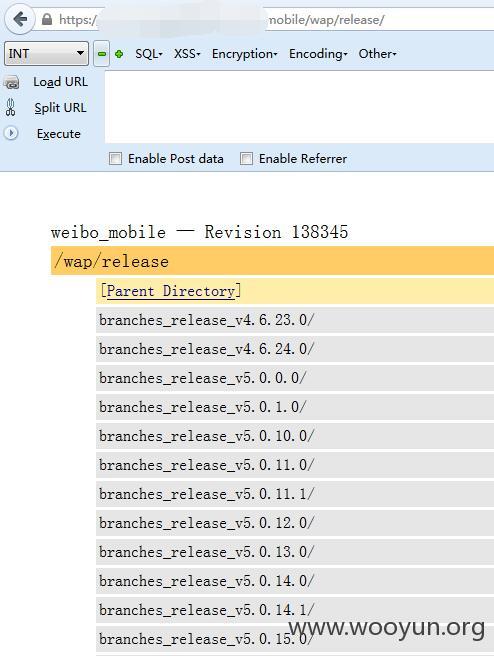 https:/ mobile/wap/release/
INT SQL- XSS- Encryption- Encoding- Other-
Load URL
Split URL
Execute
Enable Post data Enable Referrer
weibo_mobile — Revision 138345
/wap/release
[Parent Directory]
branches_release_v4.6.23.0/
branches_release_v4.6.24.0/
branches_release_v5.0.0.0/
branches_release_v5.0.1.0/
branches_release_v5.0.10.0/
branches_release_v5.0.11.0/
branches_release_v5.0.11.1/
branches_release_v5.0.12.0/
branches_release_v5.0.13.0/
branches_release_v5.0.14.0/
branches_release_v5.0.14.1/
branches_release_v5.0.15.0/
www.wooyun.org